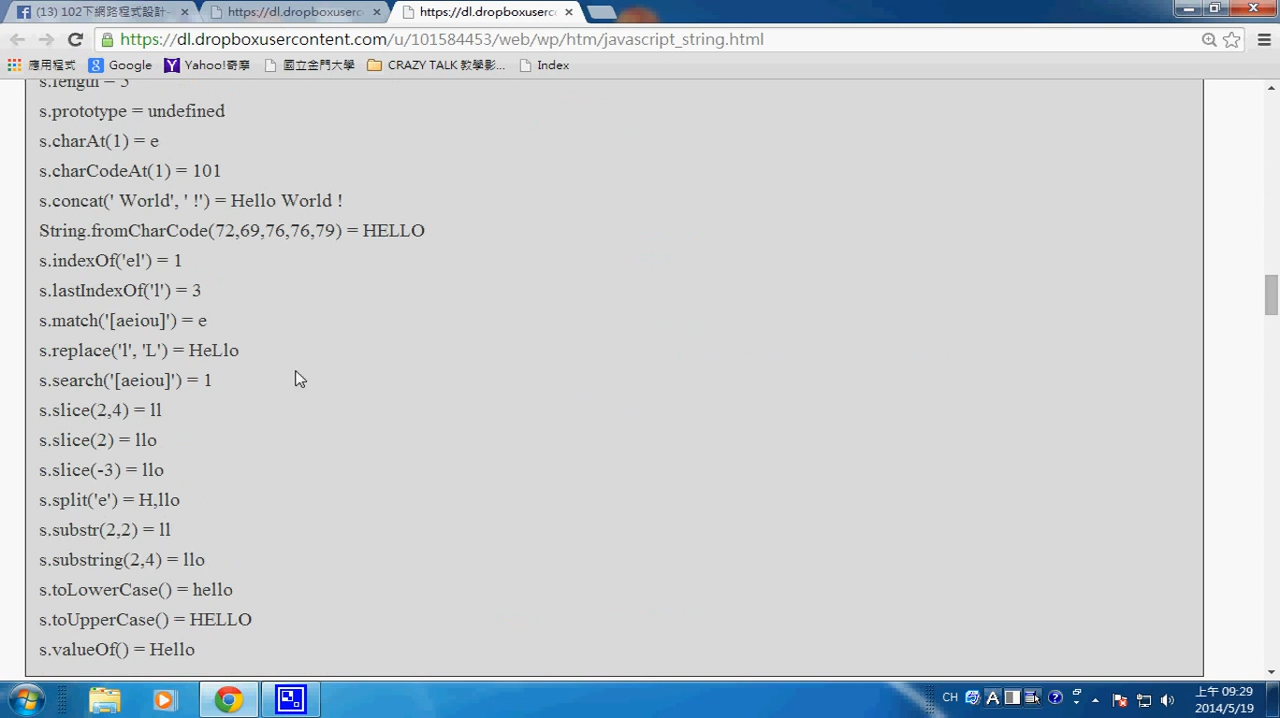 (13) 102下網路程式設計-
https://dl.dropboxuserc
https://dl.dropboxuserc
https://dl.dropboxusercontent.com/u/101584453/web/wp/htm/javascript_string.html
應用程式 Google Yahoo!奇摩 國立金門大學 CRAZY TALK 教學影... Index
s.length = 5
s.prototype = undefined
s.charAt(1) = e
s.charCodeAt(1) = 101
s.concat(' World', ' !') = Hello World !
String.fromCharCode(72,69,76,76,79) = HELLO
s.indexOf('el') = 1
s.lastIndexOf('l') = 3
s.match('[aeiou]') = e
s.replace('l', 'L') = HeLlo
s.search('[aeiou]') = 1
s.slice(2,4) = ll
s.slice(2) = llo
s.slice(-3) = llo
s.split('e') = H,llo
s.substr(2,2) = ll
s.substring(2,4) = llo
s.toLowerCase() = hello
s.toUpperCase() = HELLO
s.valueOf() = Hello
CH A
上午 09:29
2014/5/19